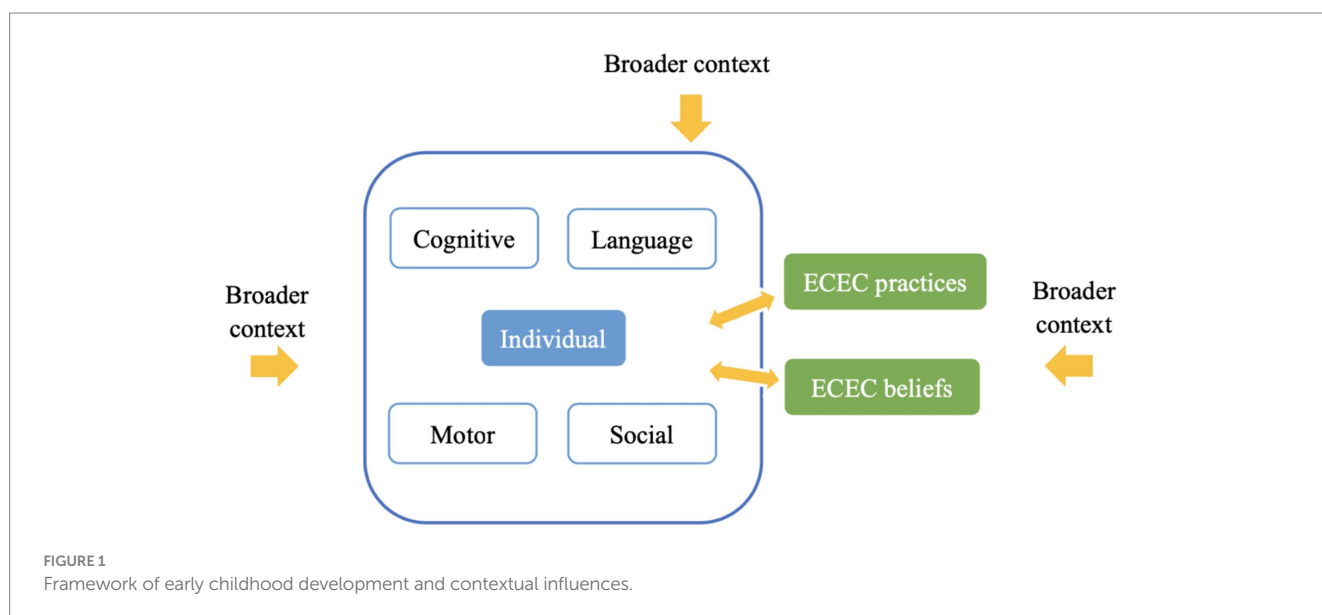 Broader context
Cognitive
Language
ECEC practices
Broader
context
Individual
Broader
context
ECEC beliefs
Motor
Social
FIGURE 1
Framework of early childhood development and contextual influences.